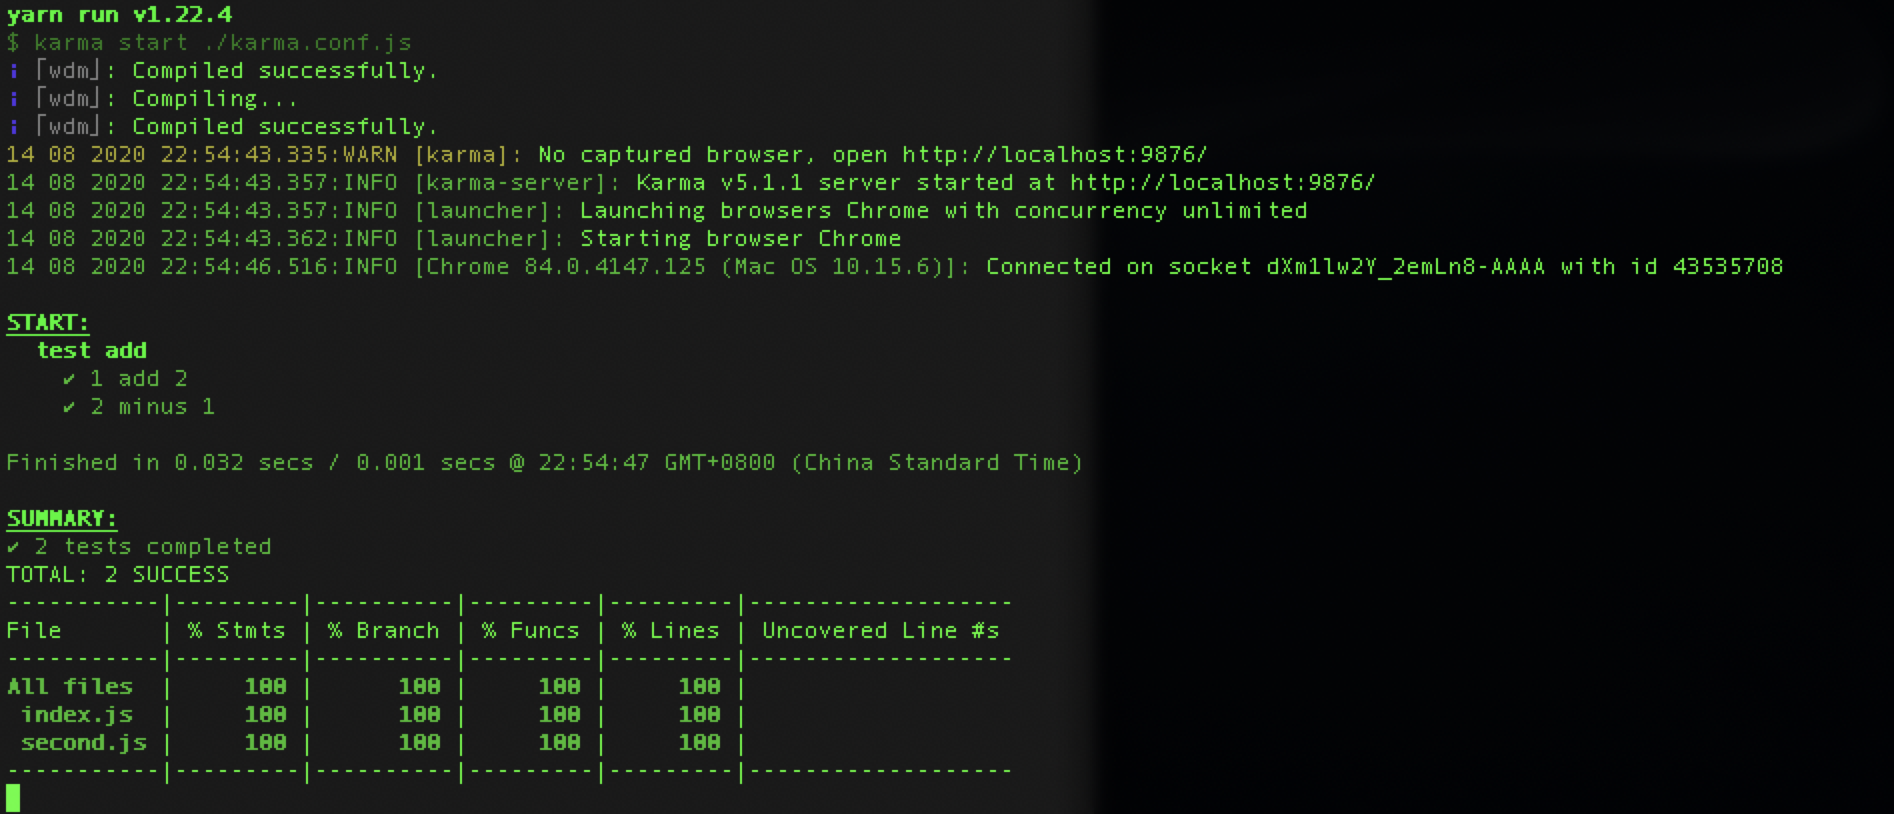 yarn run v1.22.4
$ karma start ./karma.conf.js
i ｢wdm｣: Compiled successfully.
i ｢wdm｣: Compiling...
i ｢wdm｣: Compiled successfully.
14 08 2020 22:54:43.335:WARN [karma]: No captured browser, open http://localhost:9876/
14 08 2020 22:54:43.357:INFO [karma-server]: Karma v5.1.1 server started at http://localhost:9876/
14 08 2020 22:54:43.357:INFO [launcher]: Launching browsers Chrome with concurrency unlimited
14 08 2020 22:54:43.362:INFO [launcher]: Starting browser Chrome
14 08 2020 22:54:46.516:INFO [Chrome 84.0.4147.125 (Mac OS 10.15.6)]: Connected on socket dXm1lw2Y_2emLn8-AAAA with id 43535708
START:
test add
✔ 1 add 2
✔ 2 minus 1
Finished in 0.032 secs / 0.001 secs @ 22:54:47 GMT+0800 (China Standard Time)
SUMMARY:
✔ 2 tests completed
TOTAL: 2 SUCCESS
-----------|---------|----------|---------|---------|-------------------
File       | % Stmts | % Branch | % Funcs | % Lines | Uncovered Line #s
-----------|---------|----------|---------|---------|-------------------
All files  |     100 |      100 |     100 |     100 |
 index.js  |     100 |      100 |     100 |     100 |
 second.js |     100 |      100 |     100 |     100 |
-----------|---------|----------|---------|---------|-------------------